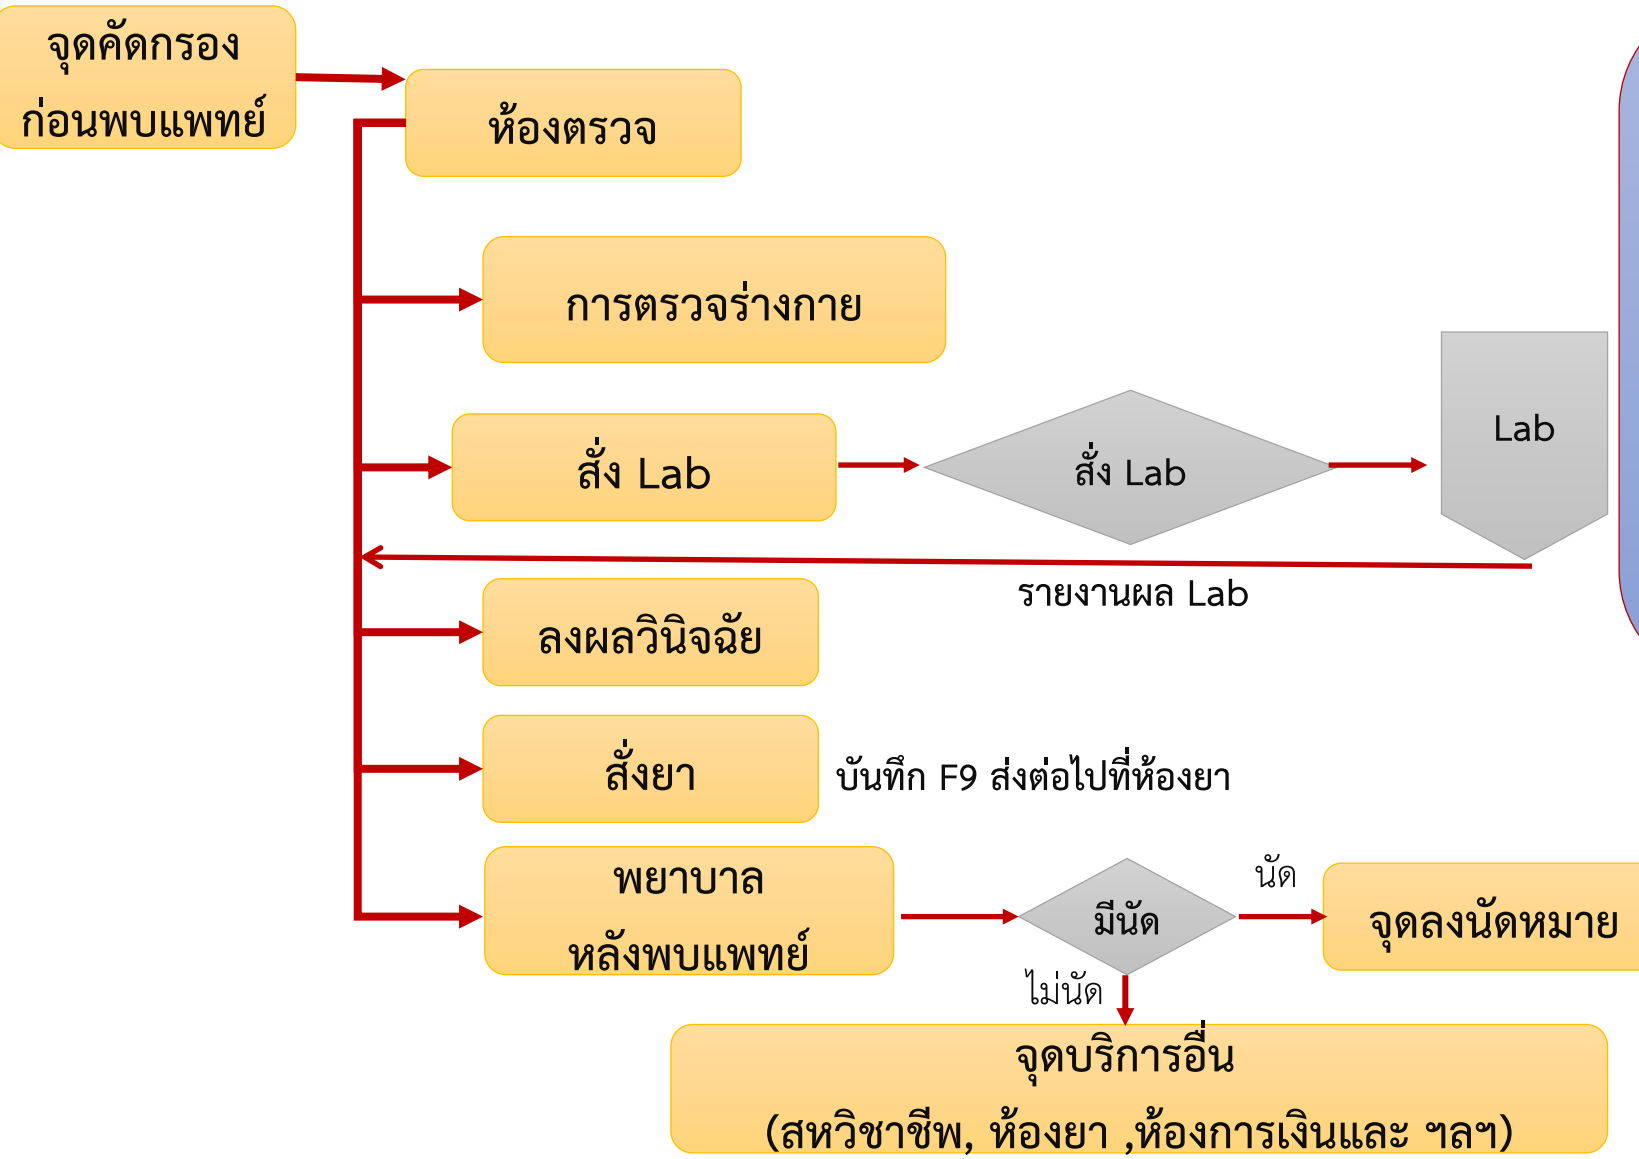 จุดคัดกรอง
ก่อนพบแพทย์
ห้องตรวจ
การตรวจร่างกาย
สั่ง Lab
สั่ง Lab
Lab
รายงานผล Lab
ลงผลวินิจฉัย
สั่งยา
บันทึก F9 ส่งต่อไปที่ห้องยา
พยาบาล
หลังพบแพทย์
มีนัด
นัด
จุดลงนัดหมาย
ไม่นัด
จุดบริการอื่น
(สหวิชาชีพ, ห้องยา ,ห้องการเงินและ ฯลฯ)